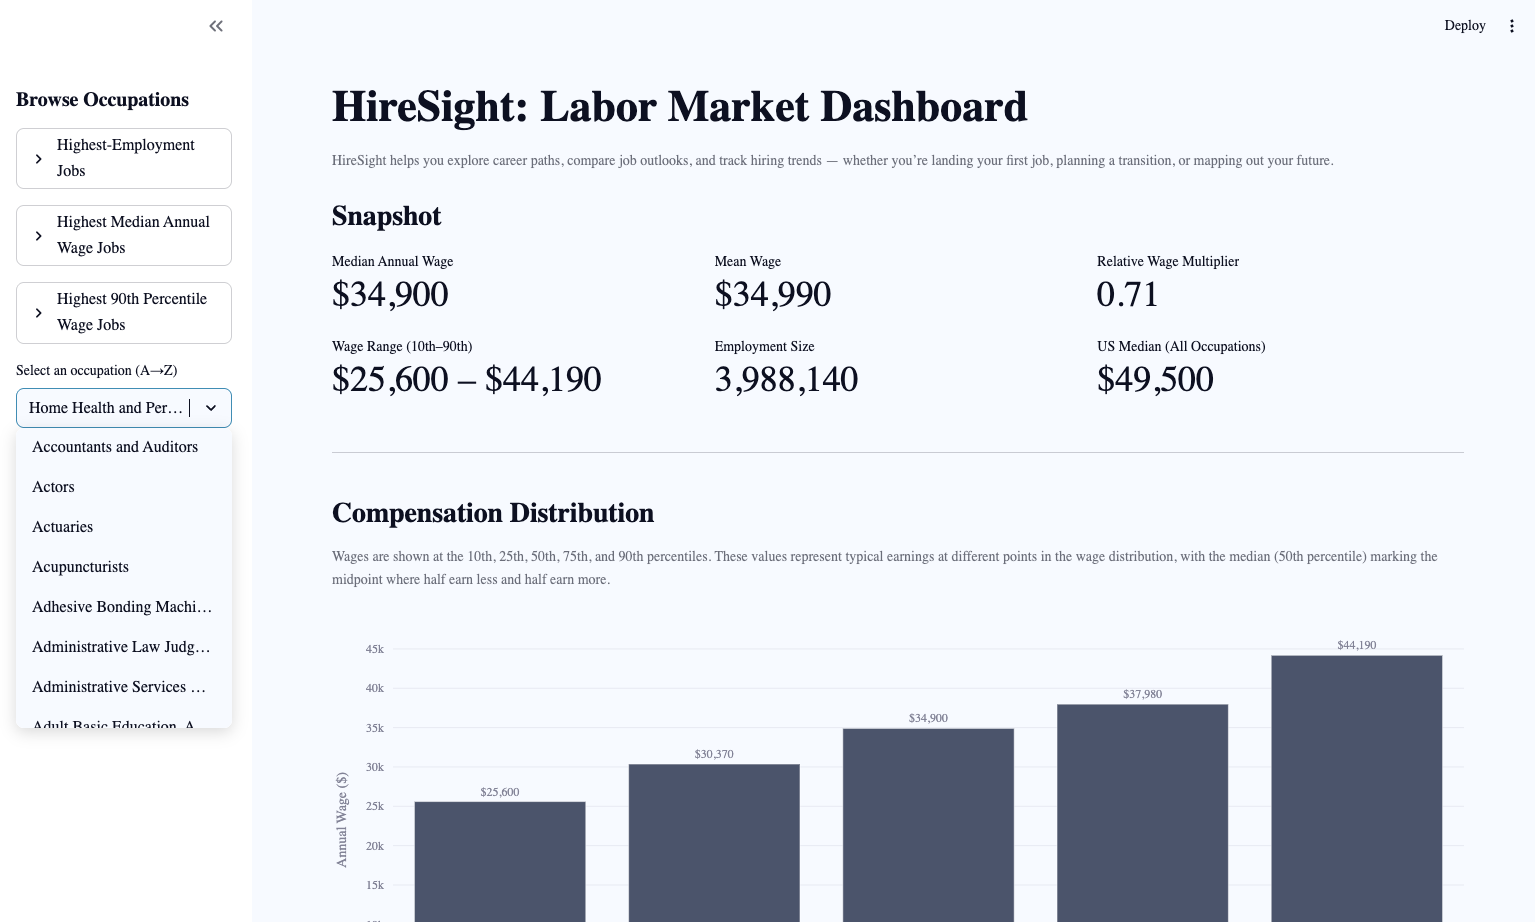 Deploy
Browse Occupations
Highest-Employment
Jobs
Highest Median Annual
Wage Jobs
Highest 90th Percentile
Wage Jobs
Select an occupation (A→Z)
Home Health and Per…
Accountants and Auditors
Actors
Actuaries
Acupuncturists
Adhesive Bonding Machi…
Administrative Law Judg…
Administrative Services …
Adult Basic Education, A…
HireSight: Labor Market Dashboard
HireSight helps you explore career paths, compare job outlooks, and track hiring trends — whether you’re landing your first job, planning a transition, or mapping out your future.
Snapshot
Median Annual Wage
$34,900
Mean Wage
$34,990
Relative Wage Multiplier
0.71
Wage Range (10th–90th)
$25,600 – $44,190
Employment Size
3,988,140
US Median (All Occupations)
$49,500
Compensation Distribution
Wages are shown at the 10th, 25th, 50th, 75th, and 90th percentiles. These values represent typical earnings at different points in the wage distribution, with the median (50th percentile) marking the
midpoint where half earn less and half earn more.
Annual Wage ($)
45k
40k
35k
30k
25k
20k
15k
$25,600
$30,370
$34,900
$37,980
$44,190